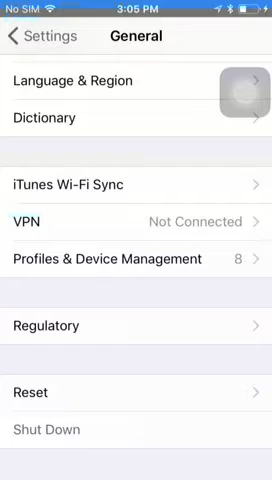 No SIM 3:05 PM
Settings General
Language & Region
Dictionary
iTunes Wi-Fi Sync
VPN Not Connected
Profiles & Device Management 8
Regulatory
Reset
Shut Down